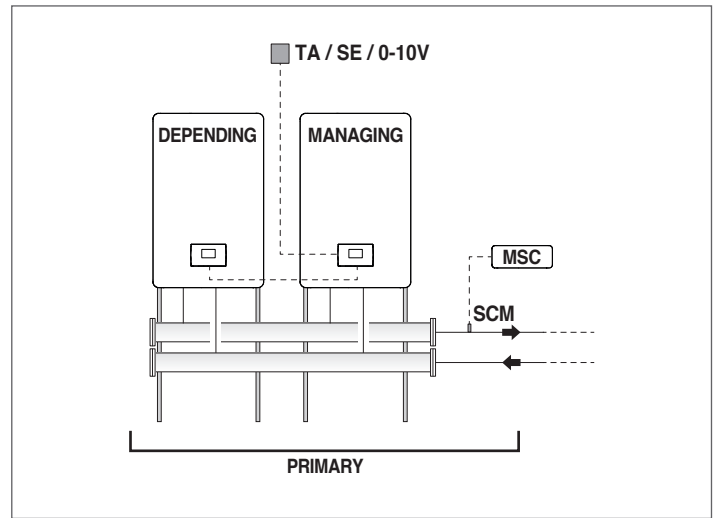 TA / SE / 0-10V
DEPENDING
MANAGING
MSC
SCM
PRIMARY